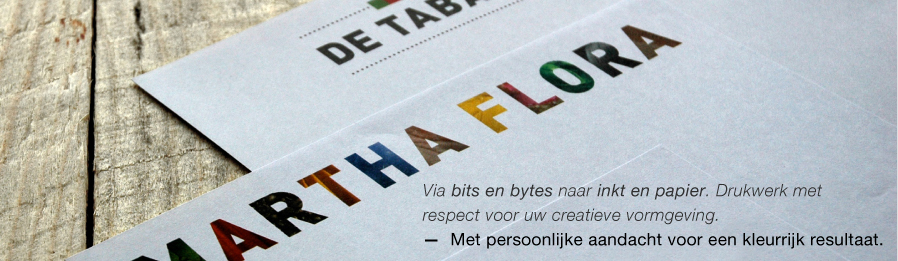 DE
MARTHA FLORA
Via bits en bytes naar inkt en papier. Drukwerk met
respect voor uw creatieve vormgeving.
– Met persoonlijke aandacht voor een kleurrijk resultaat.